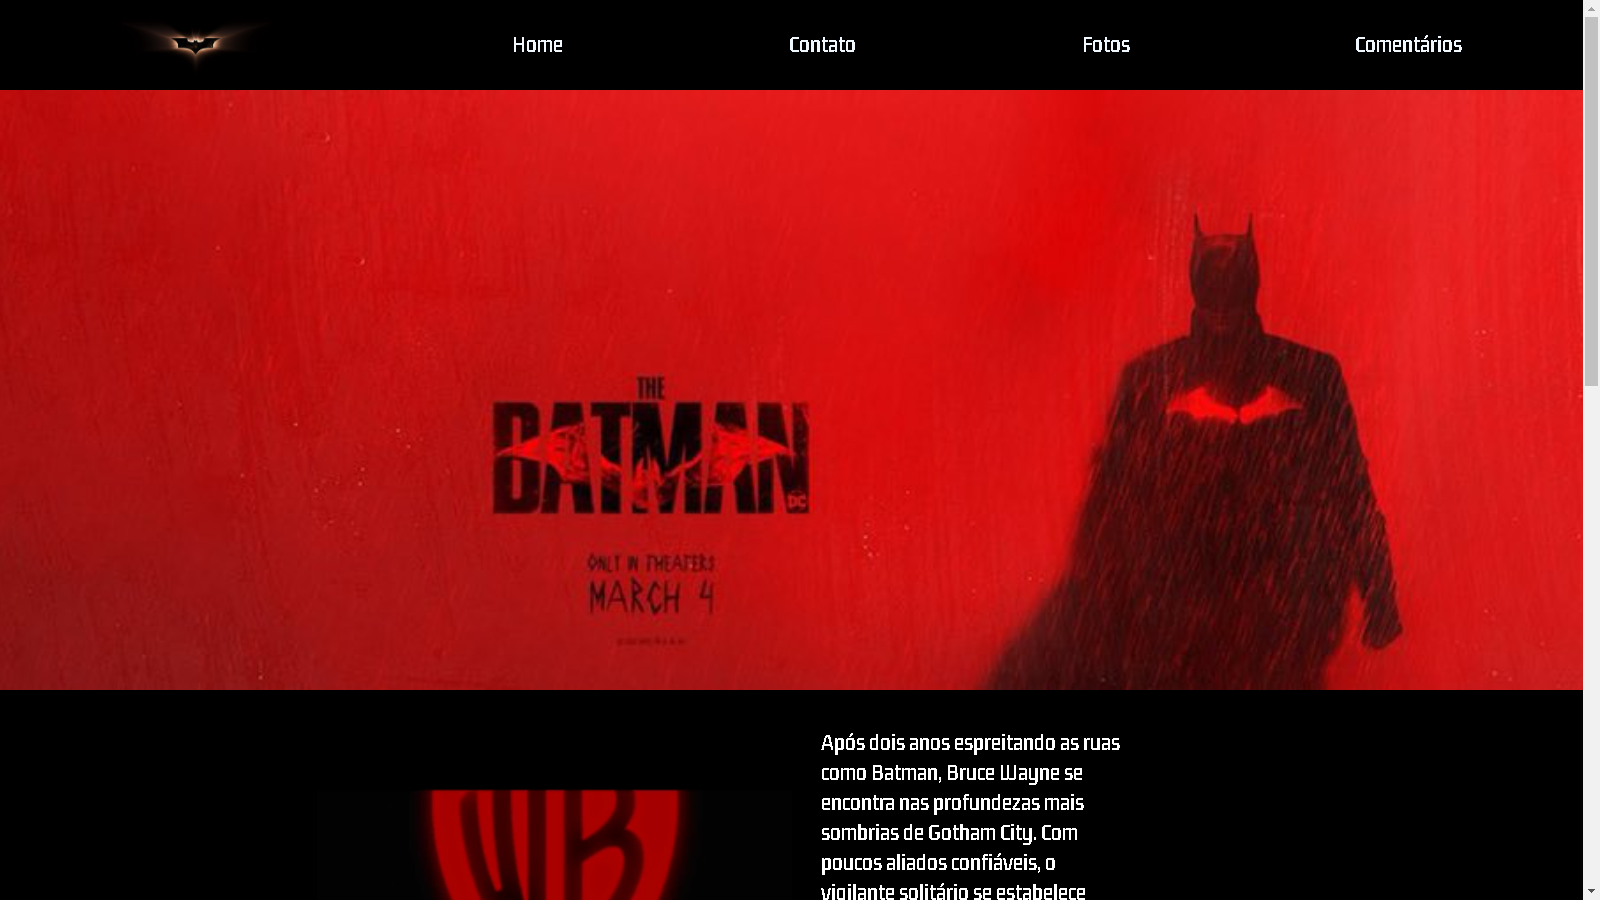 Home
Contato
Fotos
Comentários
THE
BATMAN
DC
ONLY IN THEATERS
MARCH 4
Após dois anos espreitando as ruas
como Batman, Bruce Wayne se
encontra nas profundezas mais
sombrias de Gotham City. Com
poucos aliados confiáveis, o
vigilante solitário se estabelece
WB